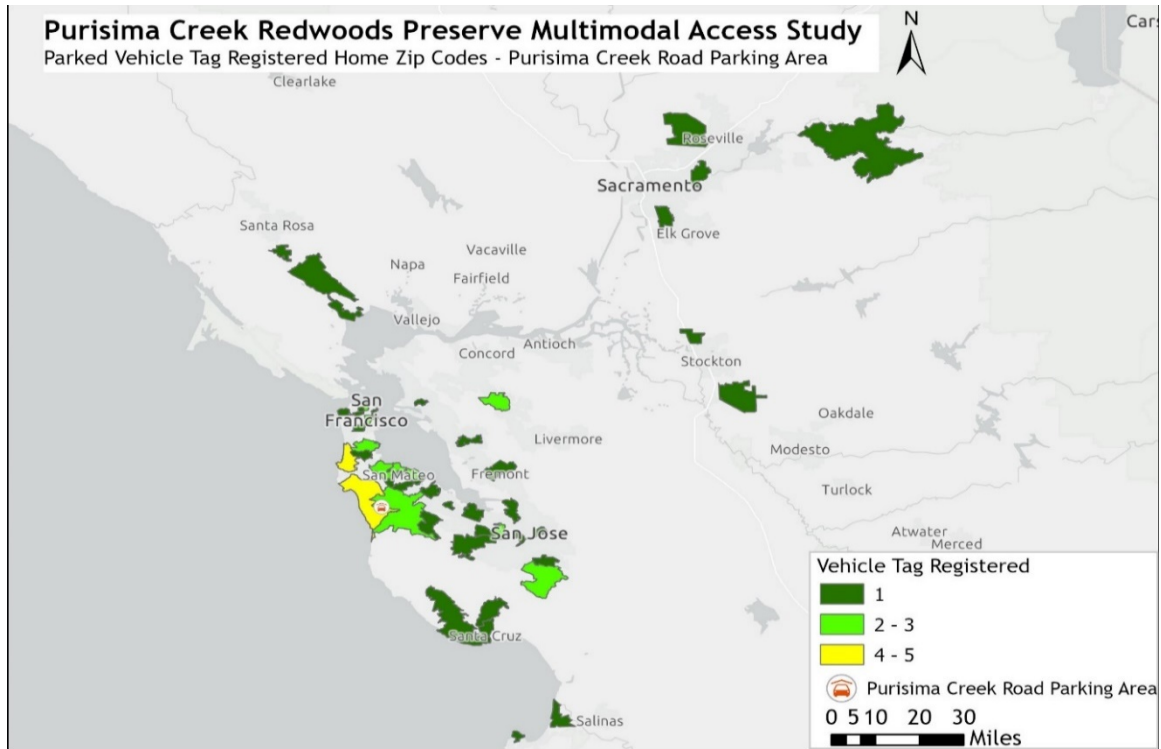 Purisima Creek Redwoods Preserve Multimodal Access Study
Parked Vehicle Tag Registered Home Zip Codes - Purisima Creek Road Parking Area
N
Cars
Clearlake
Roseville
Sacramento
Elk Grove
Santa Rosa
Vacaville
Napa
Fairfield
Vallejo
Antioch
Concord
Stockton
San
Francisco
Oakdale
Livermore
Modesto
San Mateo
Fremont
Turlock
San Jose
Atwater
Merced
Santa Cruz
Salinas
Vehicle Tag Registered
1
2 - 3
4 - 5
Purisima Creek Road Parking Area
0 5 10 20 30
Miles